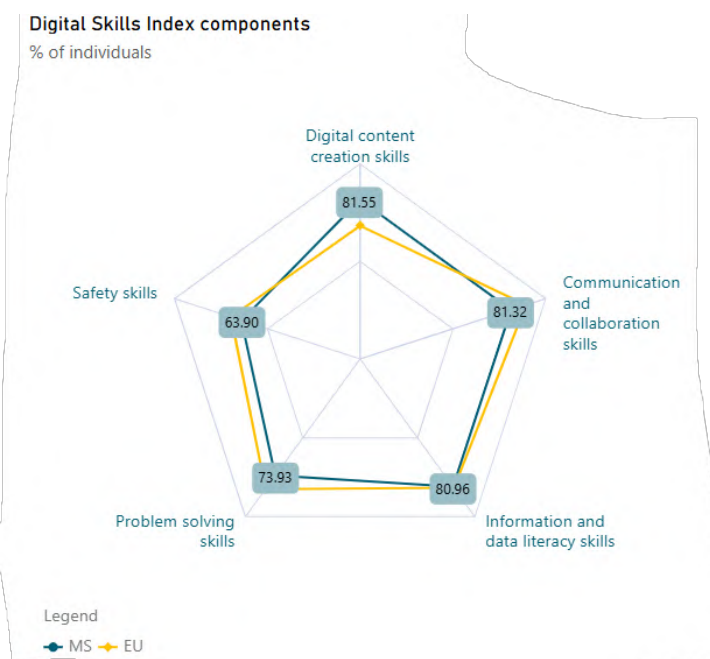 Digital Skills Index components
% of individuals
Digital content
creation skills
81.55
Safety skills
63.90
Communication
and
collaboration
skills
81.32
73.93
80.96
Problem solving
skills
Information and
data literacy skills
Legend
MS EU